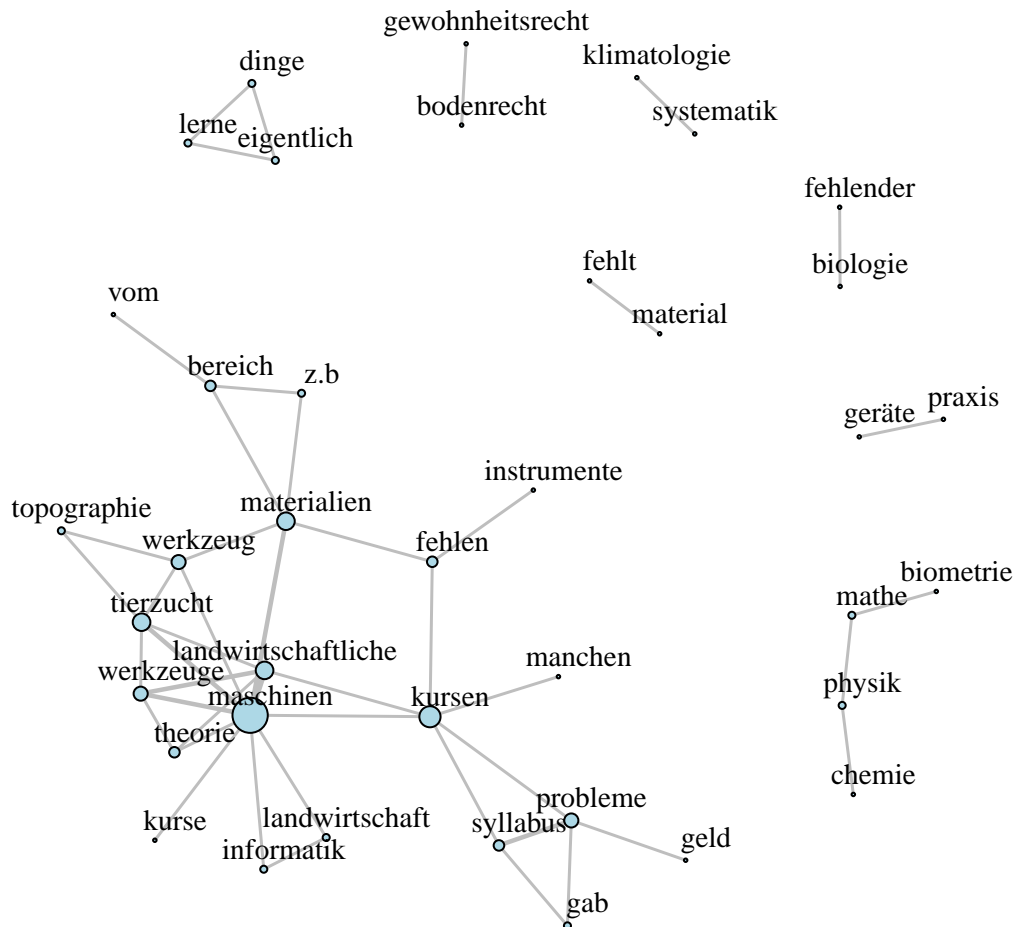 gewohnheitsrecht
klimatologie
dinge
bodenrecht
systematik
lerne
eigentlich
fehlender
fehlt
biologie
vom
material
bereich
z.b
praxis
geräte
instrumente
materialien
topographie
werkzeug
fehlen
biometrie
mathe
tierzucht
landwirtschaftliche
manchen
werkzeuge
physik
maschinen
kursen
theorie
chemie
probleme
kurse
landwirtschaft
syllabus
geld
informatik
gab